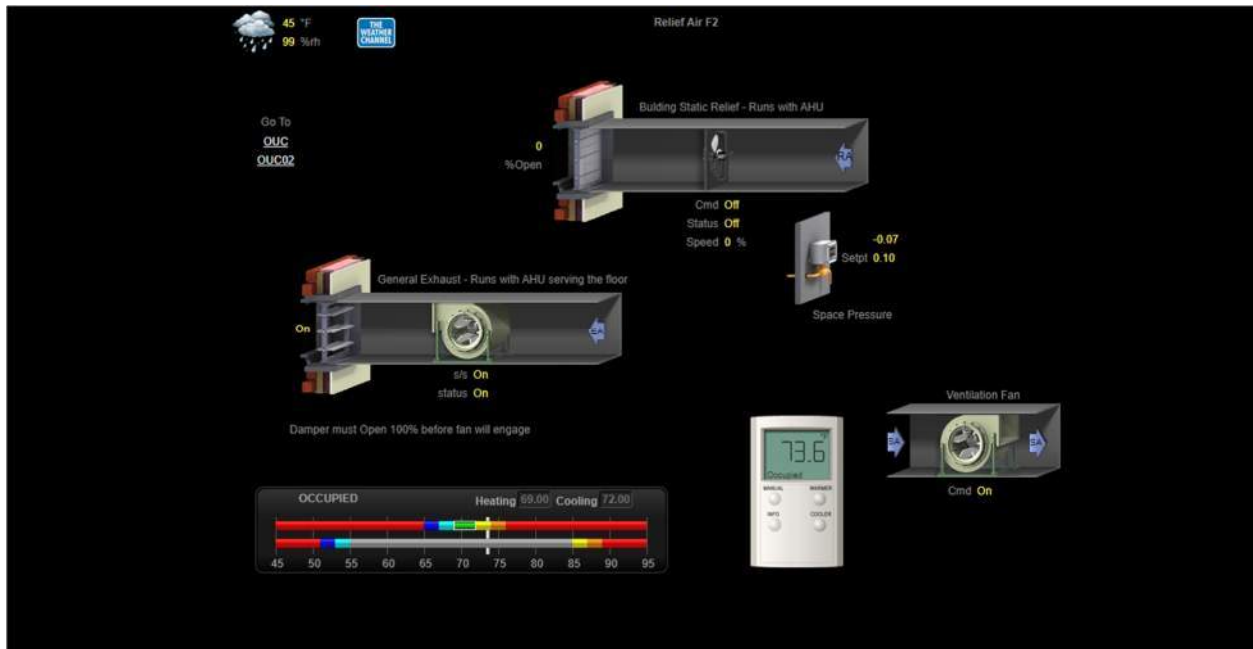 45 °F
99 %rh
THE
WEATHER
CHANNEL
Relief Air F2
Go To
OUC
OUC02
Bulding Static Relief - Runs with AHU
0
%Open
RA
Cmd Off
Status Off
Speed 0 %
-0.07
Setpt 0.10
Space Pressure
General Exhaust - Runs with AHU serving the floor
On
EA
s/s On
status On
Damper must Open 100% before fan will engage
Ventilation Fan
SA
SA
Cmd On
°F
73.6
Occupied
MANUAL
WARMER
INFO
COOLER
OCCUPIED
Heating 69.00 Cooling 72.00
45 50 55 60 65 70 75 80 85 90 95